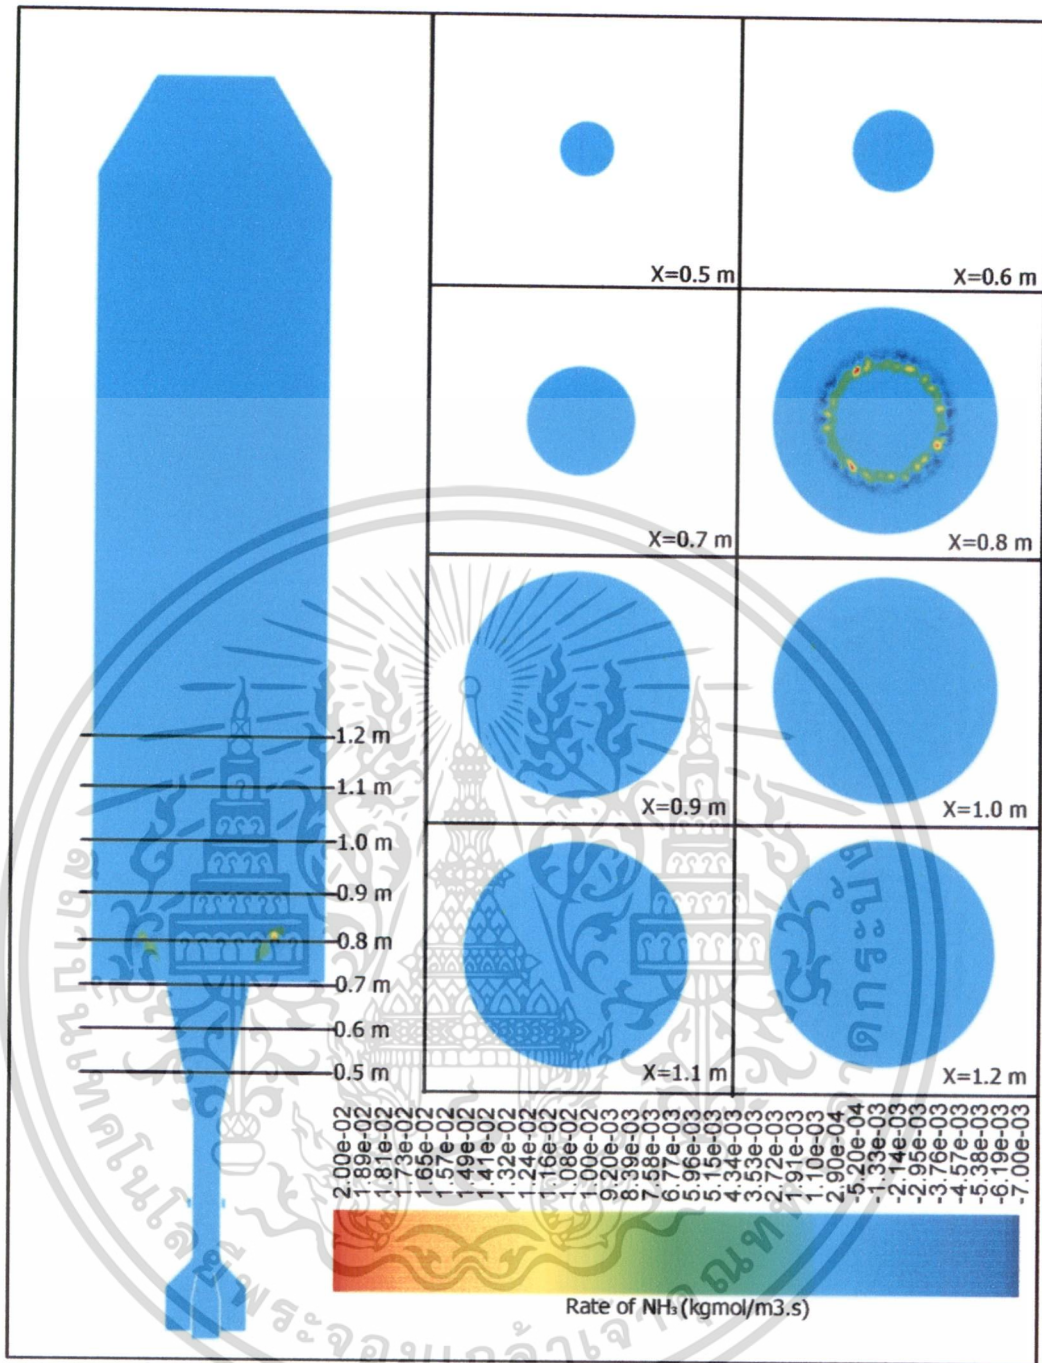 X=0.5 m
X=0.6 m
X=0.7 m
X=0.8 m
X=0.9 m
X=1.0 m
X=1.1 m
X=1.2 m
1.2 m
1.1 m
1.0 m
0.9 m
0.8 m
0.7 m
0.6 m
0.5 m
2.00e-02
1.89e-02
1.81e-02
1.73e-02
1.65e-02
1.57e-02
1.49e-02
1.41e-02
1.32e-02
1.24e-02
1.16e-02
1.08e-02
1.00e-02
9.20e-03
8.39e-03
7.58e-03
6.77e-03
5.96e-03
5.15e-03
4.34e-03
3.53e-03
2.72e-03
1.91e-03
1.10e-03
2.90e-04
-5.20e-04
-1.33e-03
-2.14e-03
-2.95e-03
-3.76e-03
-4.57e-03
-5.38e-03
-6.19e-03
-7.00e-03
Rate of NH₃ (kgmol/m3.s)